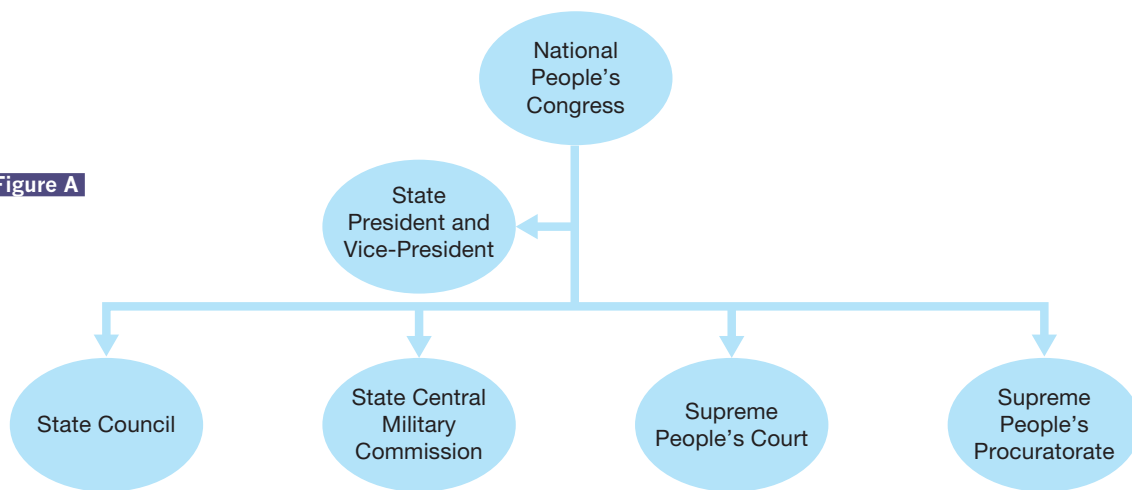 National
People's
Congress
Figure A
State
President and
Vice-President
State Council
State Central
Military
Commission
Supreme
People's Court
Supreme
People's
Procuratorate